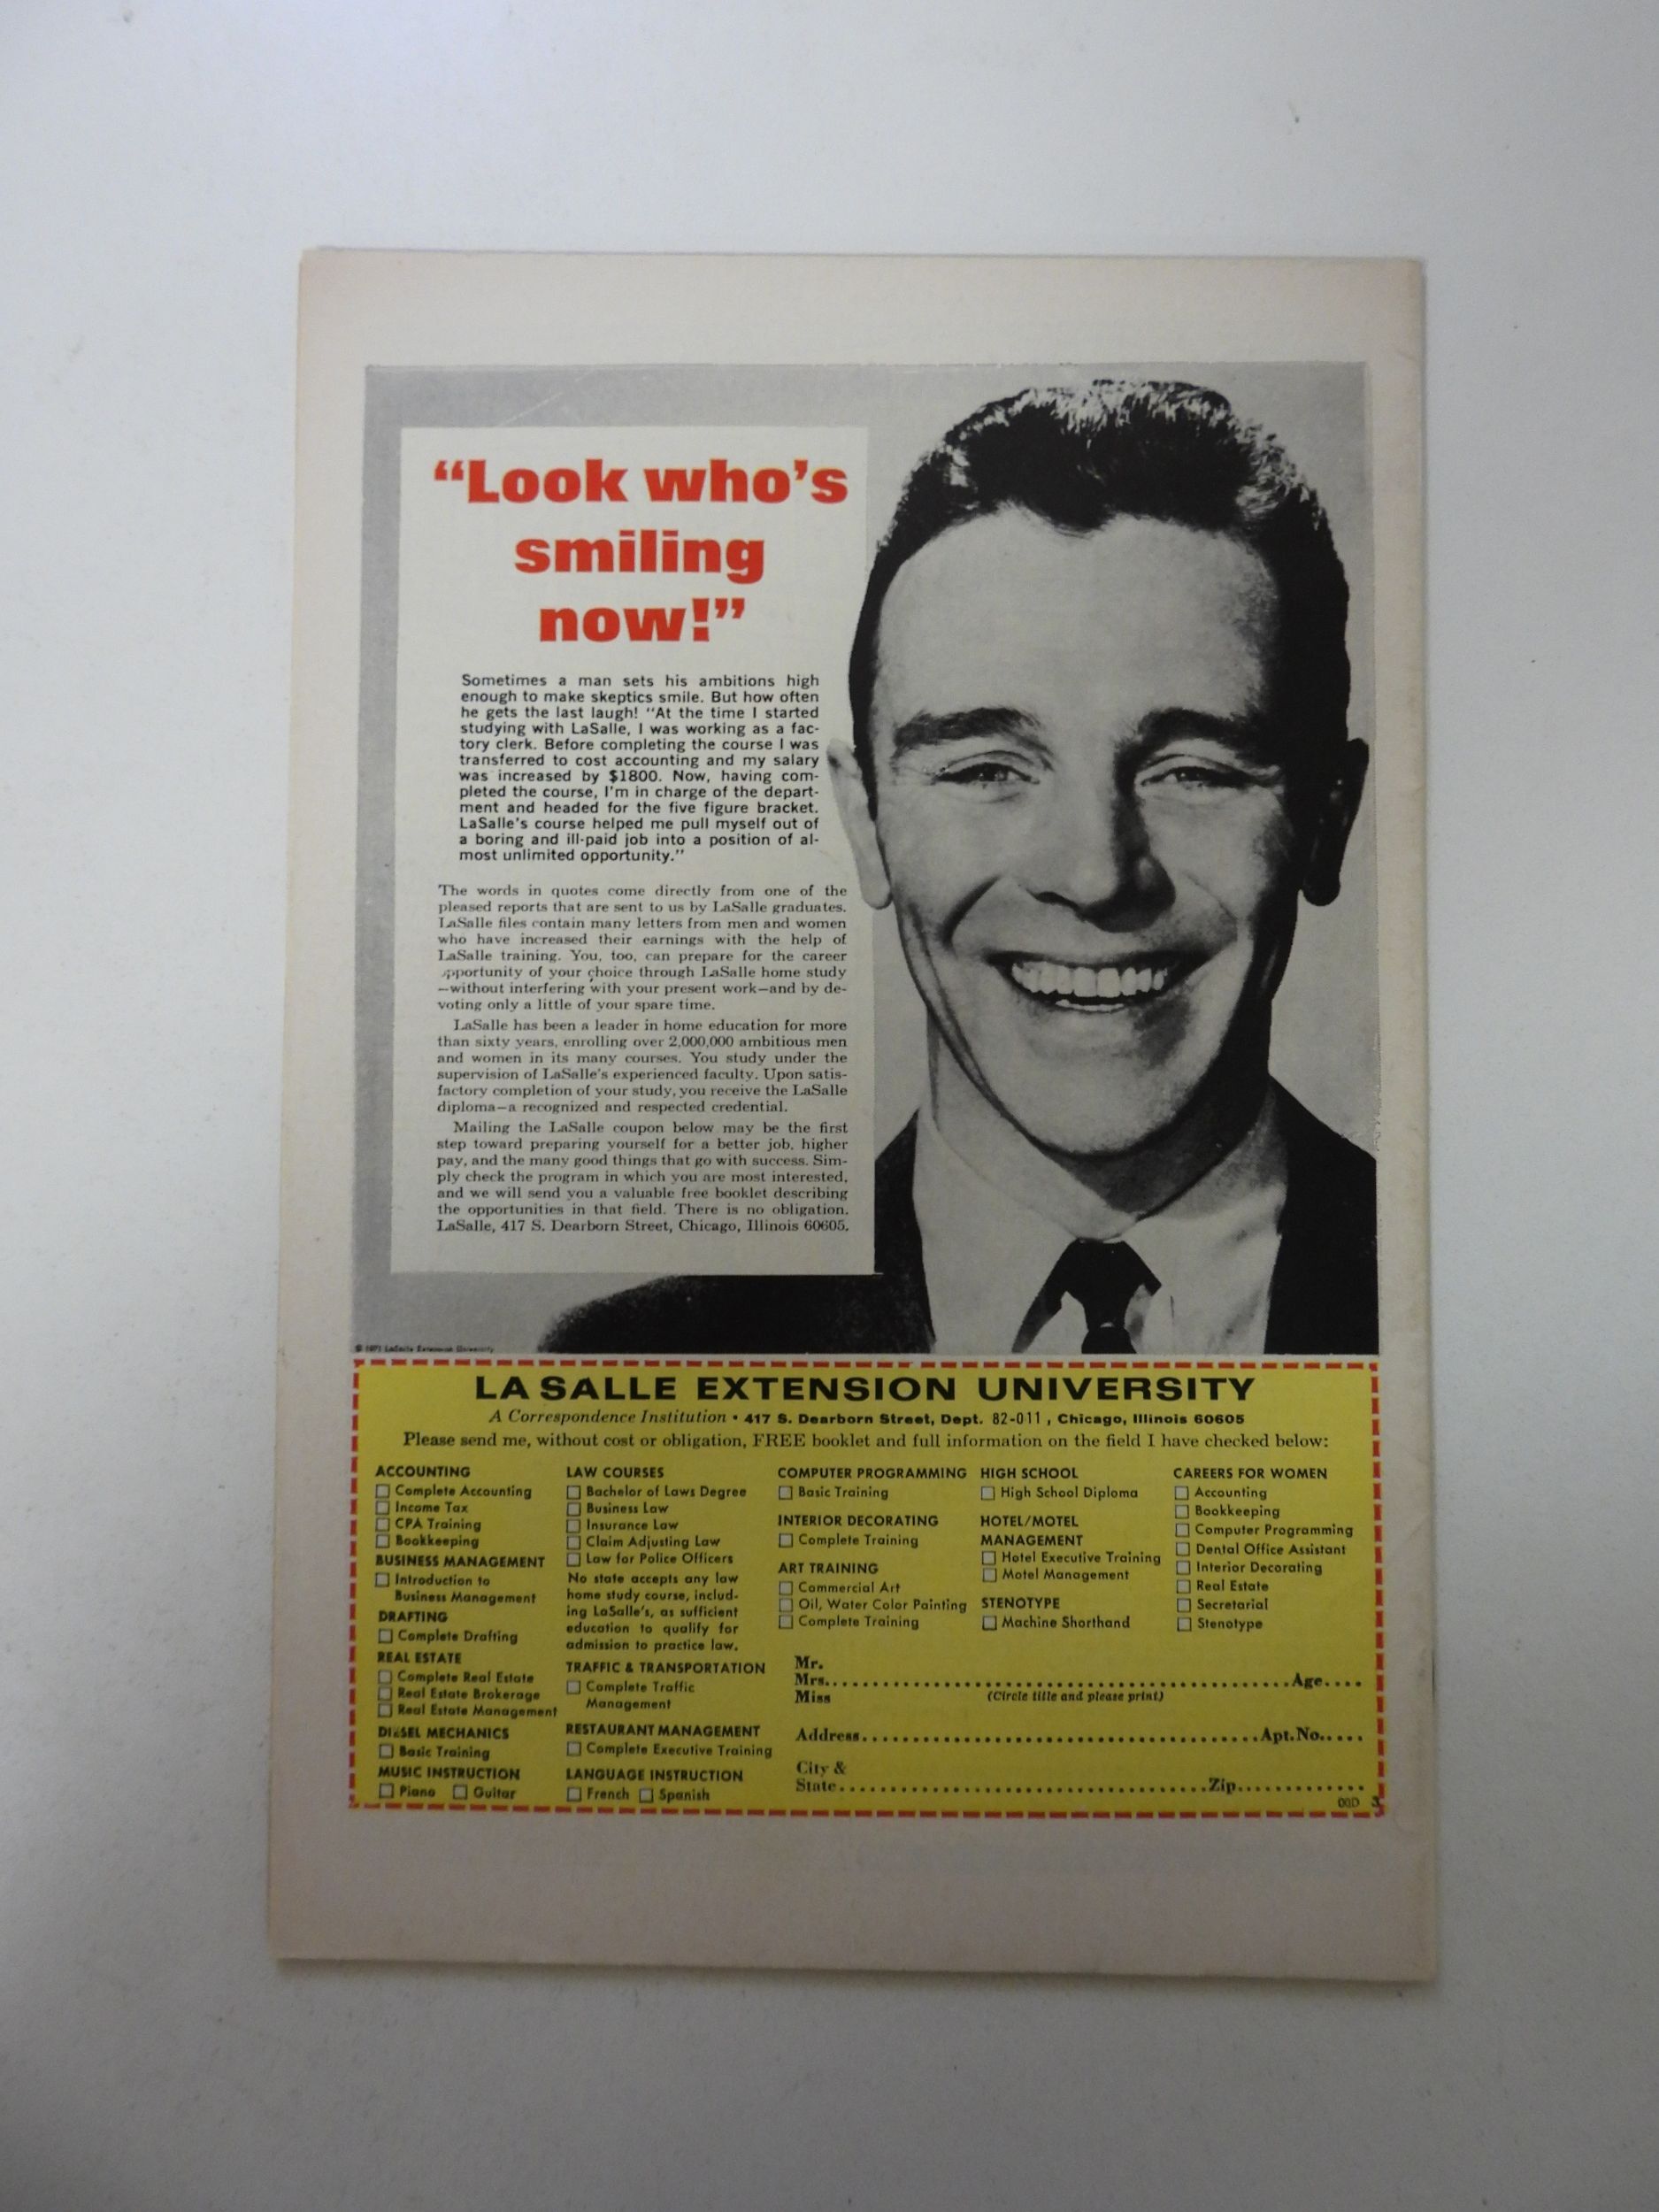 “Look who’s
smiling
now!”
Sometimes a man sets his ambitions high
enough to make skeptics smile. But how often
he gets the last laugh! “At the time I started
studying with LaSalle, I was working as a fac-
tory clerk. Before completing the course I was
transferred to cost accounting and my salary
was increased by $1800. Now, having com-
pleted the course, I’m in charge of the depart-
ment and headed for the five figure bracket.
LaSalle’s course helped me pull myself out of
a boring and ill-paid job into a position of al-
most unlimited opportunity.”
The words in quotes come directly from one of the
pleased reports that are sent to us by LaSalle graduates.
LaSalle files contain many letters from men and women
who have increased their earnings with the help of
LaSalle training. You, too, can prepare for the career
opportunity of your choice through LaSalle home study
—without interfering with your present work—and by de-
voting only a little of your spare time.
LaSalle has been a leader in home education for more
than sixty years, enrolling over 2,000,000 ambitious men
and women in its many courses. You study under the
supervision of LaSalle’s experienced faculty. Upon satis-
factory completion of your study, you receive the LaSalle
diploma—a recognized and respected credential.
Mailing the LaSalle coupon below may be the first
step toward preparing yourself for a better job, higher
pay, and the many good things that go with success. Sim-
ply check the program in which you are most interested,
and we will send you a valuable free booklet describing
the opportunities in that field. There is no obligation.
LaSalle, 417 S. Dearborn Street, Chicago, Illinois 60605.
© 1971 LaSalle Extension University
LA SALLE EXTENSION UNIVERSITY
A Correspondence Institution • 417 S. Dearborn Street, Dept. 82-011, Chicago, Illinois 60605
Please send me, without cost or obligation, FREE booklet and full information on the field I have checked below:
ACCOUNTING
Complete Accounting
Income Tax
CPA Training
Bookkeeping
BUSINESS MANAGEMENT
Introduction to
Business Management
DRAFTING
Complete Drafting
REAL ESTATE
Complete Real Estate
Real Estate Brokerage
Real Estate Management
DIESEL MECHANICS
Basic Training
MUSIC INSTRUCTION
Piano Guitar
LAW COURSES
Bachelor of Laws Degree
Business Law
Insurance Law
Claim Adjusting Law
Law for Police Officers
No state accepts any law
home study course, includ-
ing LaSalle’s, as sufficient
education to qualify for
admission to practice law.
TRAFFIC & TRANSPORTATION
Complete Traffic
Management
RESTAURANT MANAGEMENT
Complete Executive Training
LANGUAGE INSTRUCTION
French Spanish
COMPUTER PROGRAMMING
Basic Training
INTERIOR DECORATING
Complete Training
ART TRAINING
Commercial Art
Oil, Water Color Painting
Complete Training
HIGH SCHOOL
High School Diploma
HOTEL/MOTEL
MANAGEMENT
Hotel Executive Training
Motel Management
STENOTYPE
Machine Shorthand
CAREERS FOR WOMEN
Accounting
Bookkeeping
Computer Programming
Dental Office Assistant
Interior Decorating
Real Estate
Secretarial
Stenotype
Mr.
Mrs. Age
Miss (Circle title and please print)
Address Apt.No.
City &
State Zip
00D 3